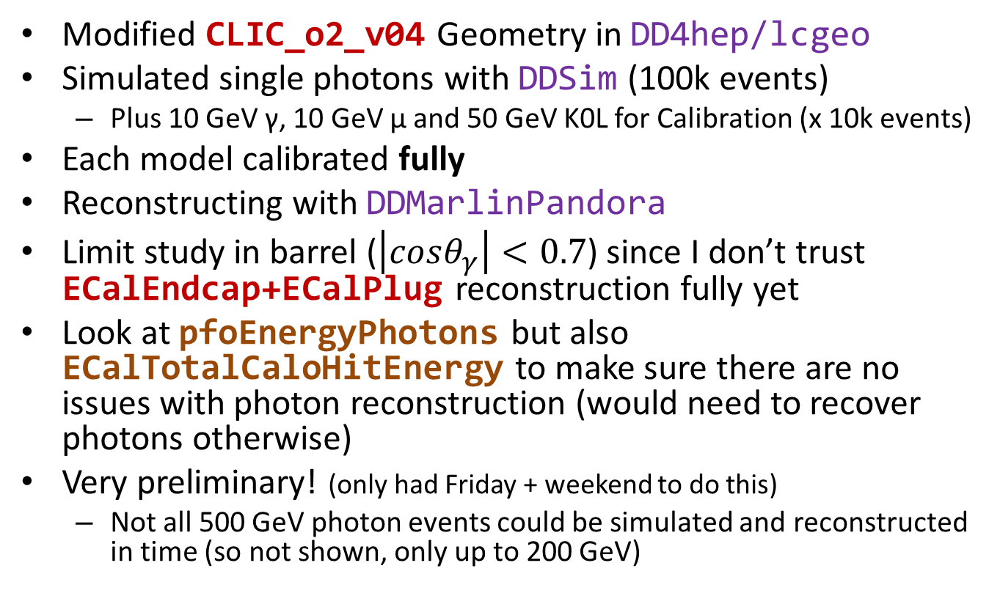 • Modified CLIC_o2_v04 Geometry in DD4hep/lcgeo
• Simulated single photons with DDSim (100k events)
– Plus 10 GeV γ, 10 GeV μ and 50 GeV K0L for Calibration (x 10k events)
• Each model calibrated fully
• Reconstructing with DDMarlinPandora
• Limit study in barrel (|cosθγ| < 0.7) since I don’t trust
ECalEndcap+ECalPlug reconstruction fully yet
• Look at pfoEnergyPhotons but also
ECalTotalCaloHitEnergy to make sure there are no
issues with photon reconstruction (would need to recover
photons otherwise)
• Very preliminary! (only had Friday + weekend to do this)
– Not all 500 GeV photon events could be simulated and reconstructed
in time (so not shown, only up to 200 GeV)